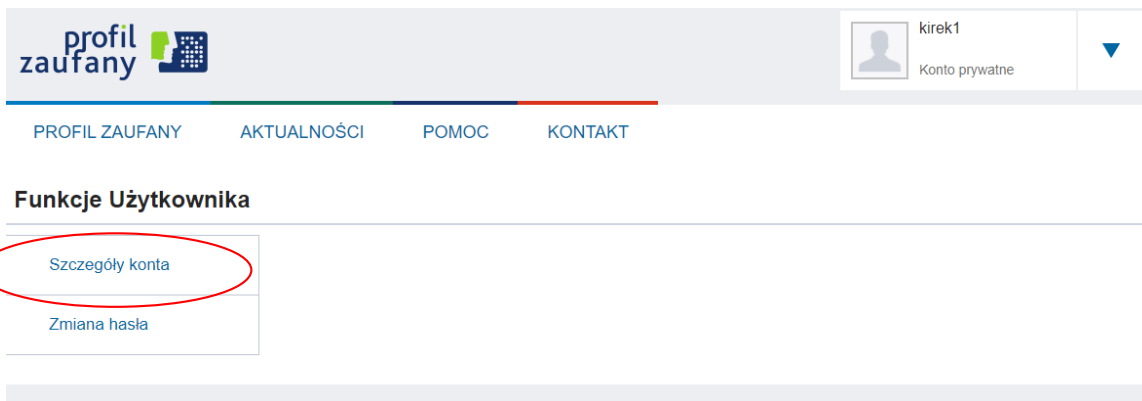 profil
zaufany
kirek1
Konto prywatne
PROFIL ZAUFANY AKTUALNOŚCI POMOC KONTAKT
Funkcje Użytkownika
Szczegóły konta
Zmiana hasła